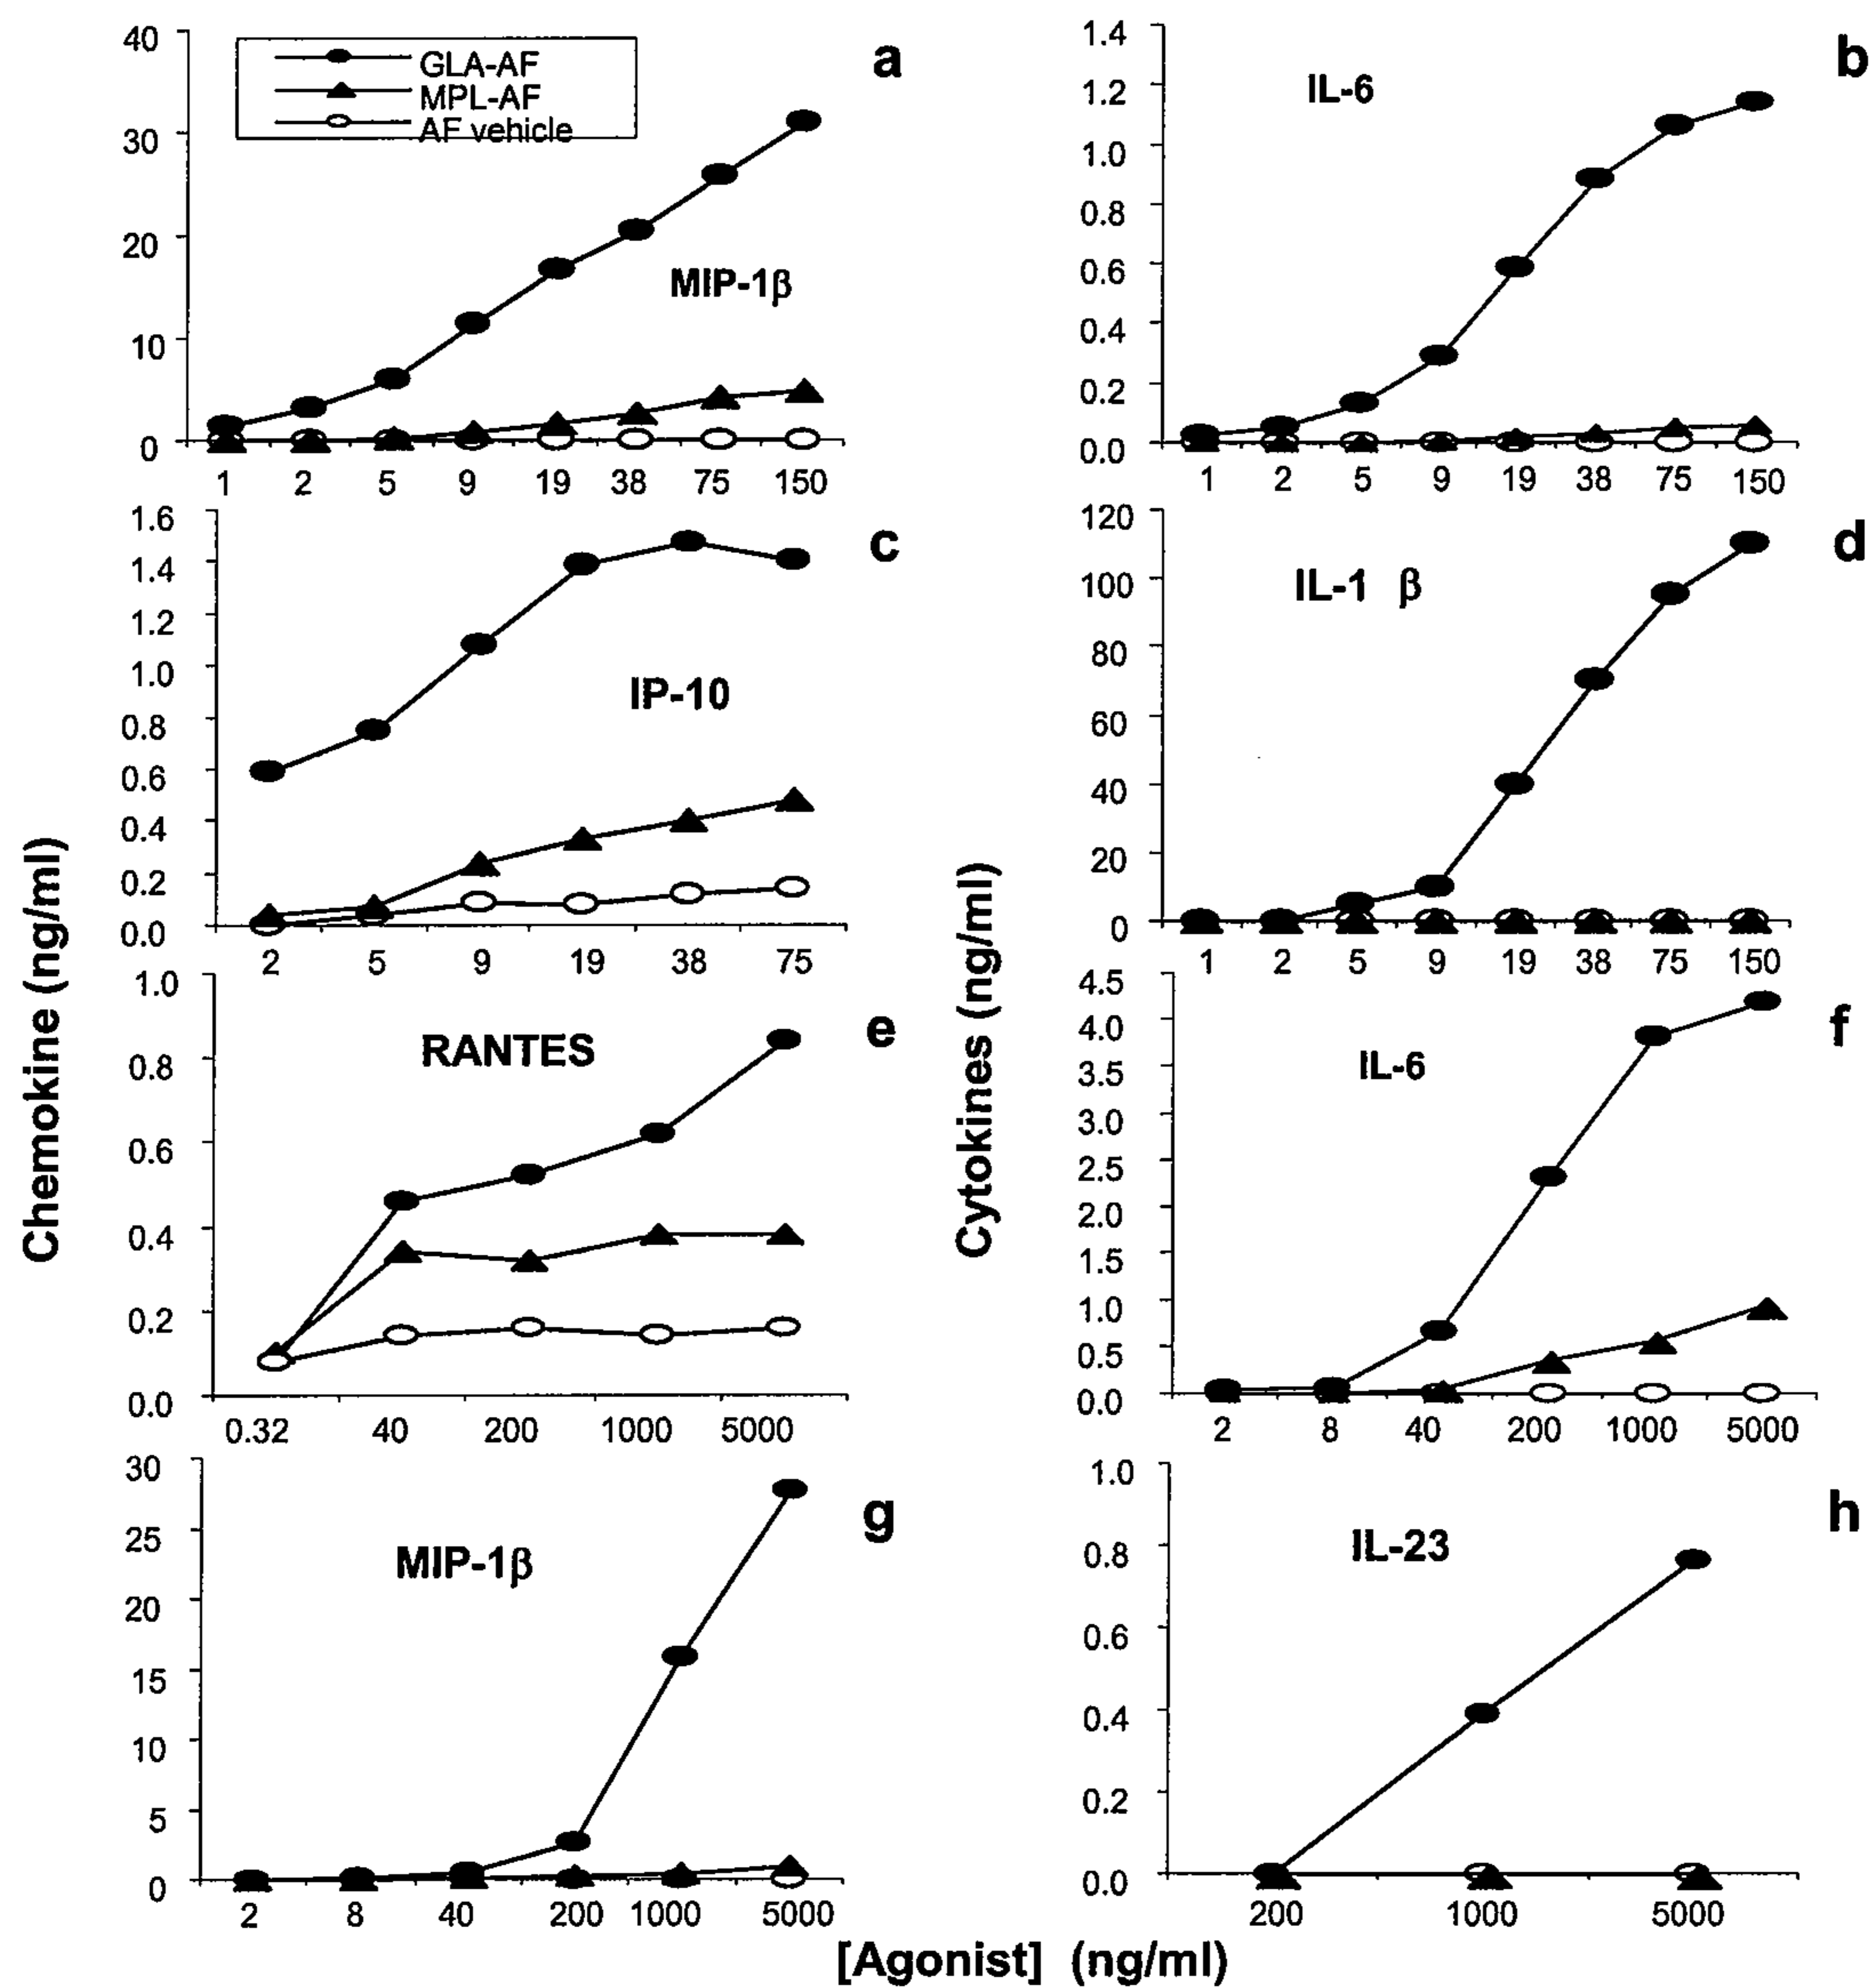 a
GLA-AF
MPL-AF
AF vehicle
MIP-1β
40
30
20
10
0
1 2 5 9 19 38 75 150
b
IL-6
1.4
1.2
1.0
0.8
0.6
0.4
0.2
0.0
1 2 5 9 19 38 75 150
c
IP-10
1.6
1.4
1.2
1.0
0.8
0.6
0.4
0.2
0.0
2 5 9 19 38 75
d
IL-1 β
120
100
80
60
40
20
0
1 2 5 9 19 38 75 150
e
RANTES
1.0
0.8
0.6
0.4
0.2
0.0
0.32 40 200 1000 5000
f
IL-6
4.5
4.0
3.5
3.0
2.5
2.0
1.5
1.0
0.5
0.0
2 8 40 200 1000 5000
g
MIP-1β
30
25
20
15
10
5
0
2 8 40 200 1000 5000
h
IL-23
1.0
0.8
0.6
0.4
0.2
0.0
200 1000 5000
Chemokine (ng/ml)
Cytokines (ng/ml)
[Agonist] (ng/ml)